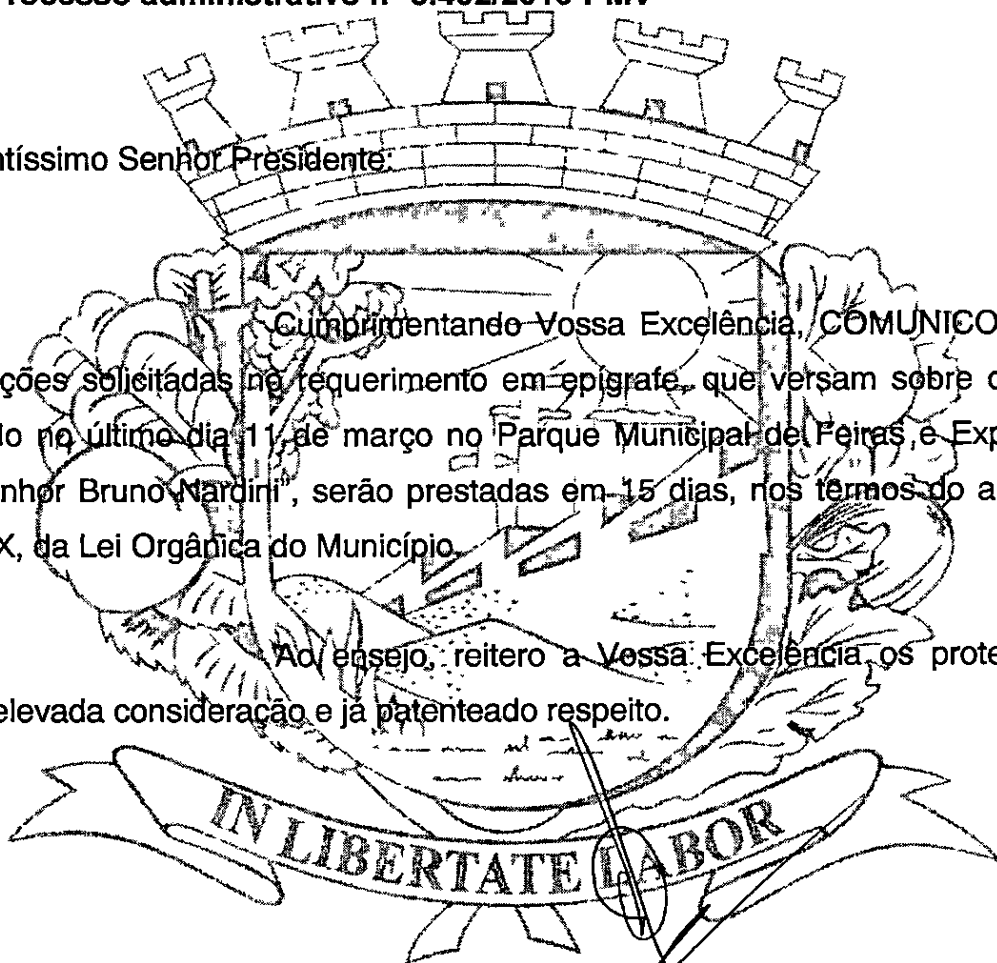 rocesso administrativo nº 5.492/2016-PMV
ntíssimo Senhor Presidente:
Cumprimentando Vossa Excelência, COMUNICO
ções solicitadas no requerimento em epígrafe, que versam sobre o
do no último dia 11 de março no Parque Municipal de Feiras e Exp
nhor Bruno Nardini", serão prestadas em 15 dias, nos termos do a
X, da Lei Orgânica do Município.
Ao ensejo, reitero a Vossa Excelência os prote
elevada consideração e já patenteado respeito.
IN LIBERTATE LABOR